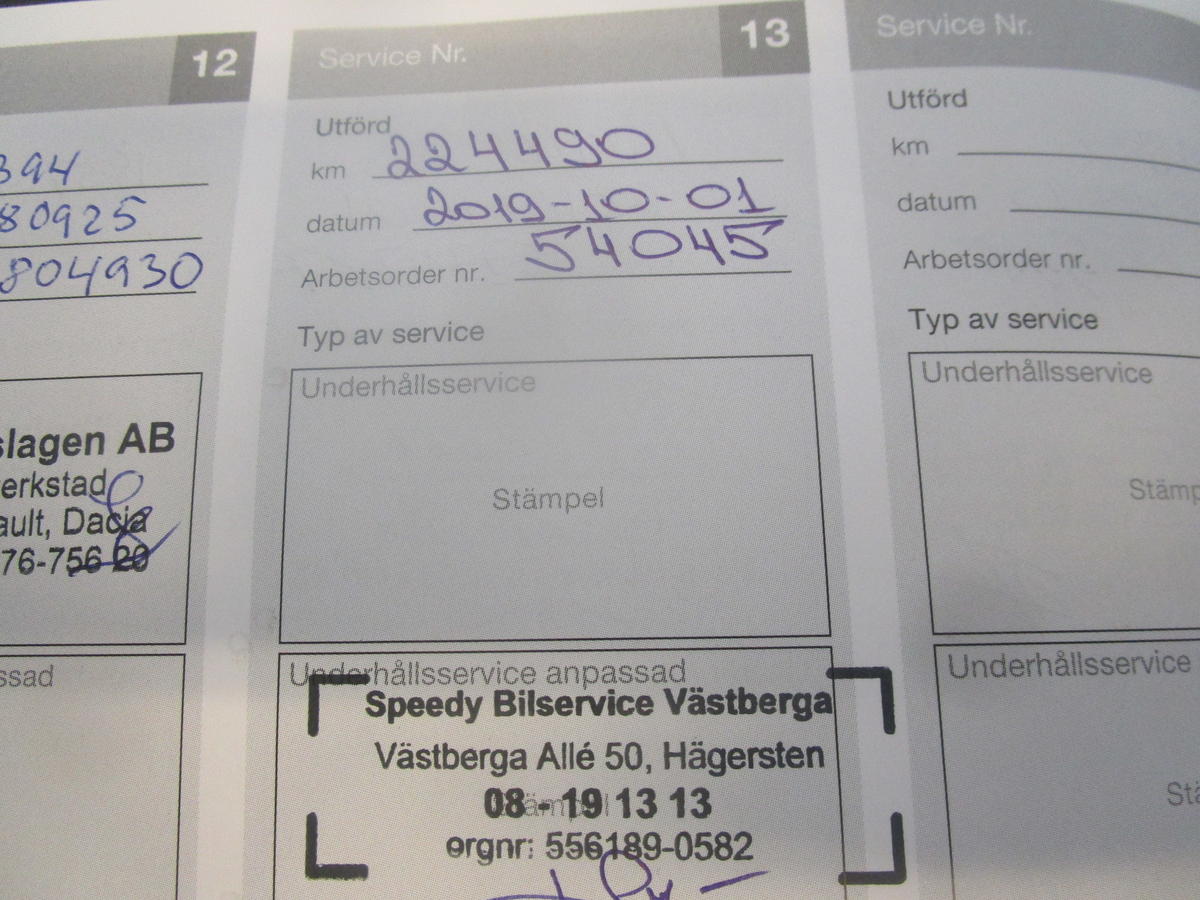 12
394
80925
804930
slagen AB
erkstad
ault, Dacia
76-756 20
ssad
Service Nr. 13
Utförd
km 224490
datum 2019-10-01
Arbetsorder nr. 54045
Typ av service
Underhållsservice
Stämpel
Underhållsservice anpassad
Speedy Bilservice Västberga
Västberga Allé 50, Hägersten
Stämpel
08 - 19 13 13
orgnr: 556189-0582
Service Nr.
Utförd
km
datum
Arbetsorder nr.
Typ av service
Underhållsservice
Stämp
Underhållsservice
Stä